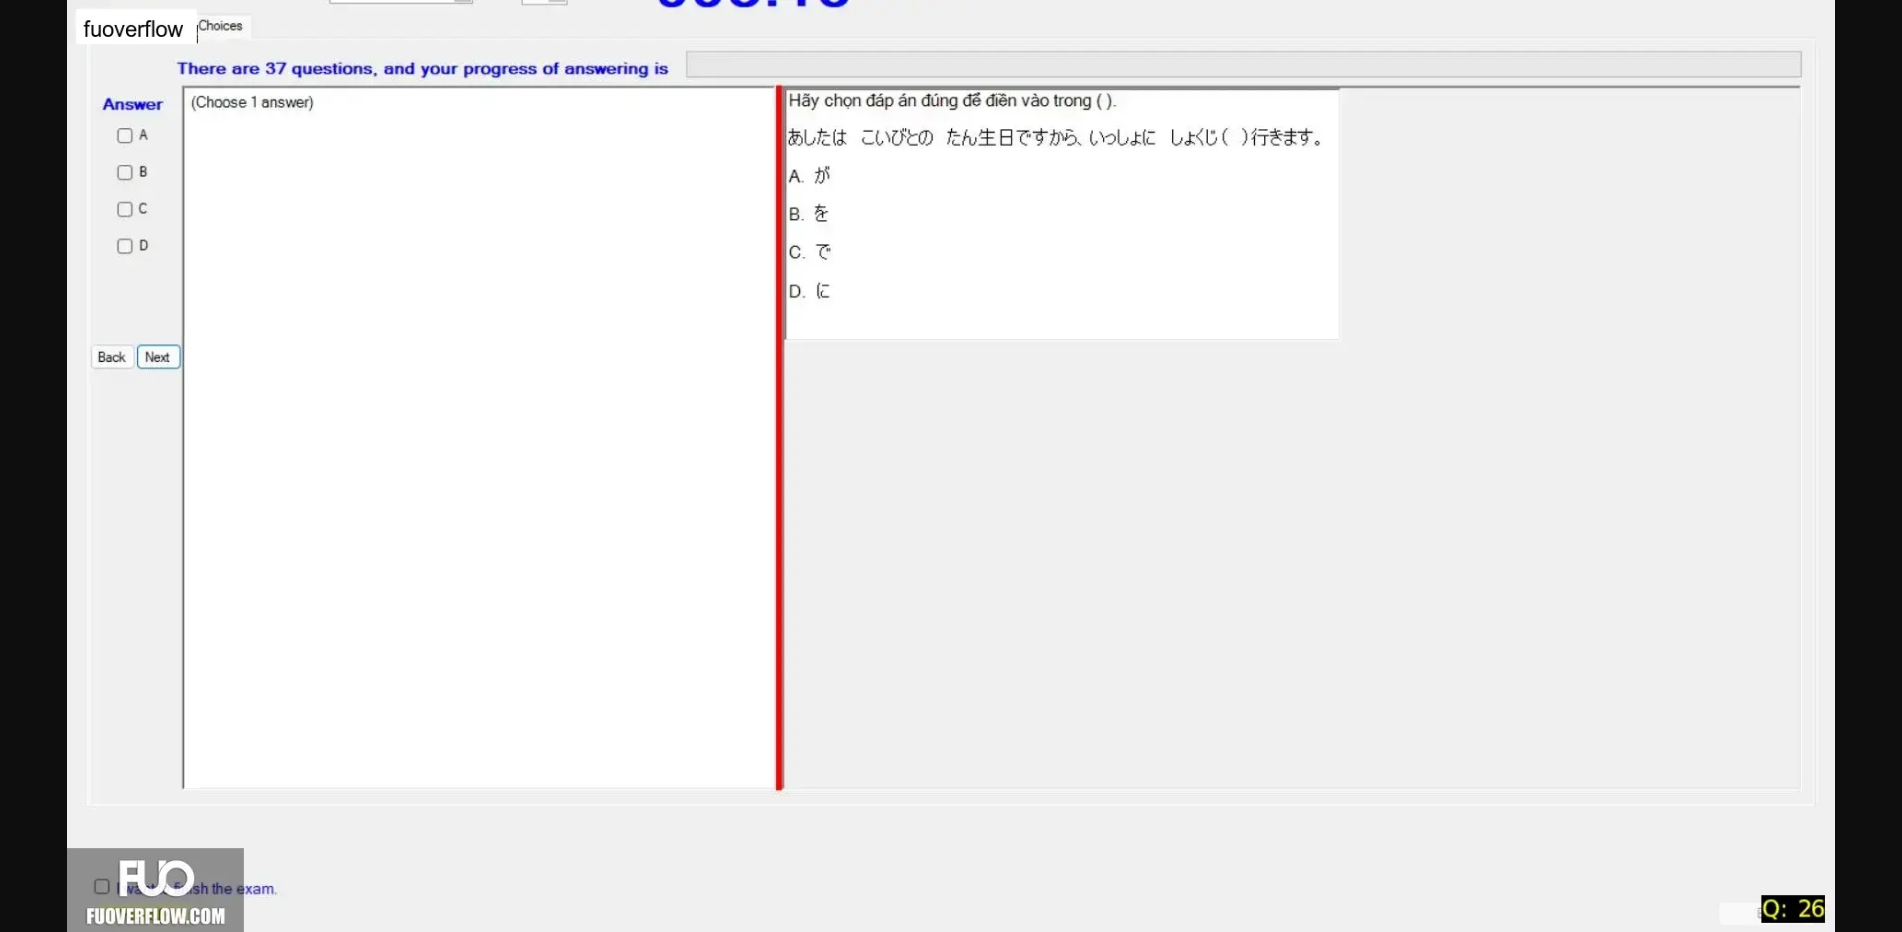 fuoverflow
Choices
There are 37 questions, and your progress of answering is
Answer
(Choose 1 answer)
A
B
C
D
Back
Next
Hãy chọn đáp án đúng để điền vào trong ( ).
あしたは こいびとの たん生日ですから、いっしょに しょくじ( )行きます。
A. が
B. を
C. で
D. に
FUO
FUOVERFLOW.COM
the exam.
Q: 26